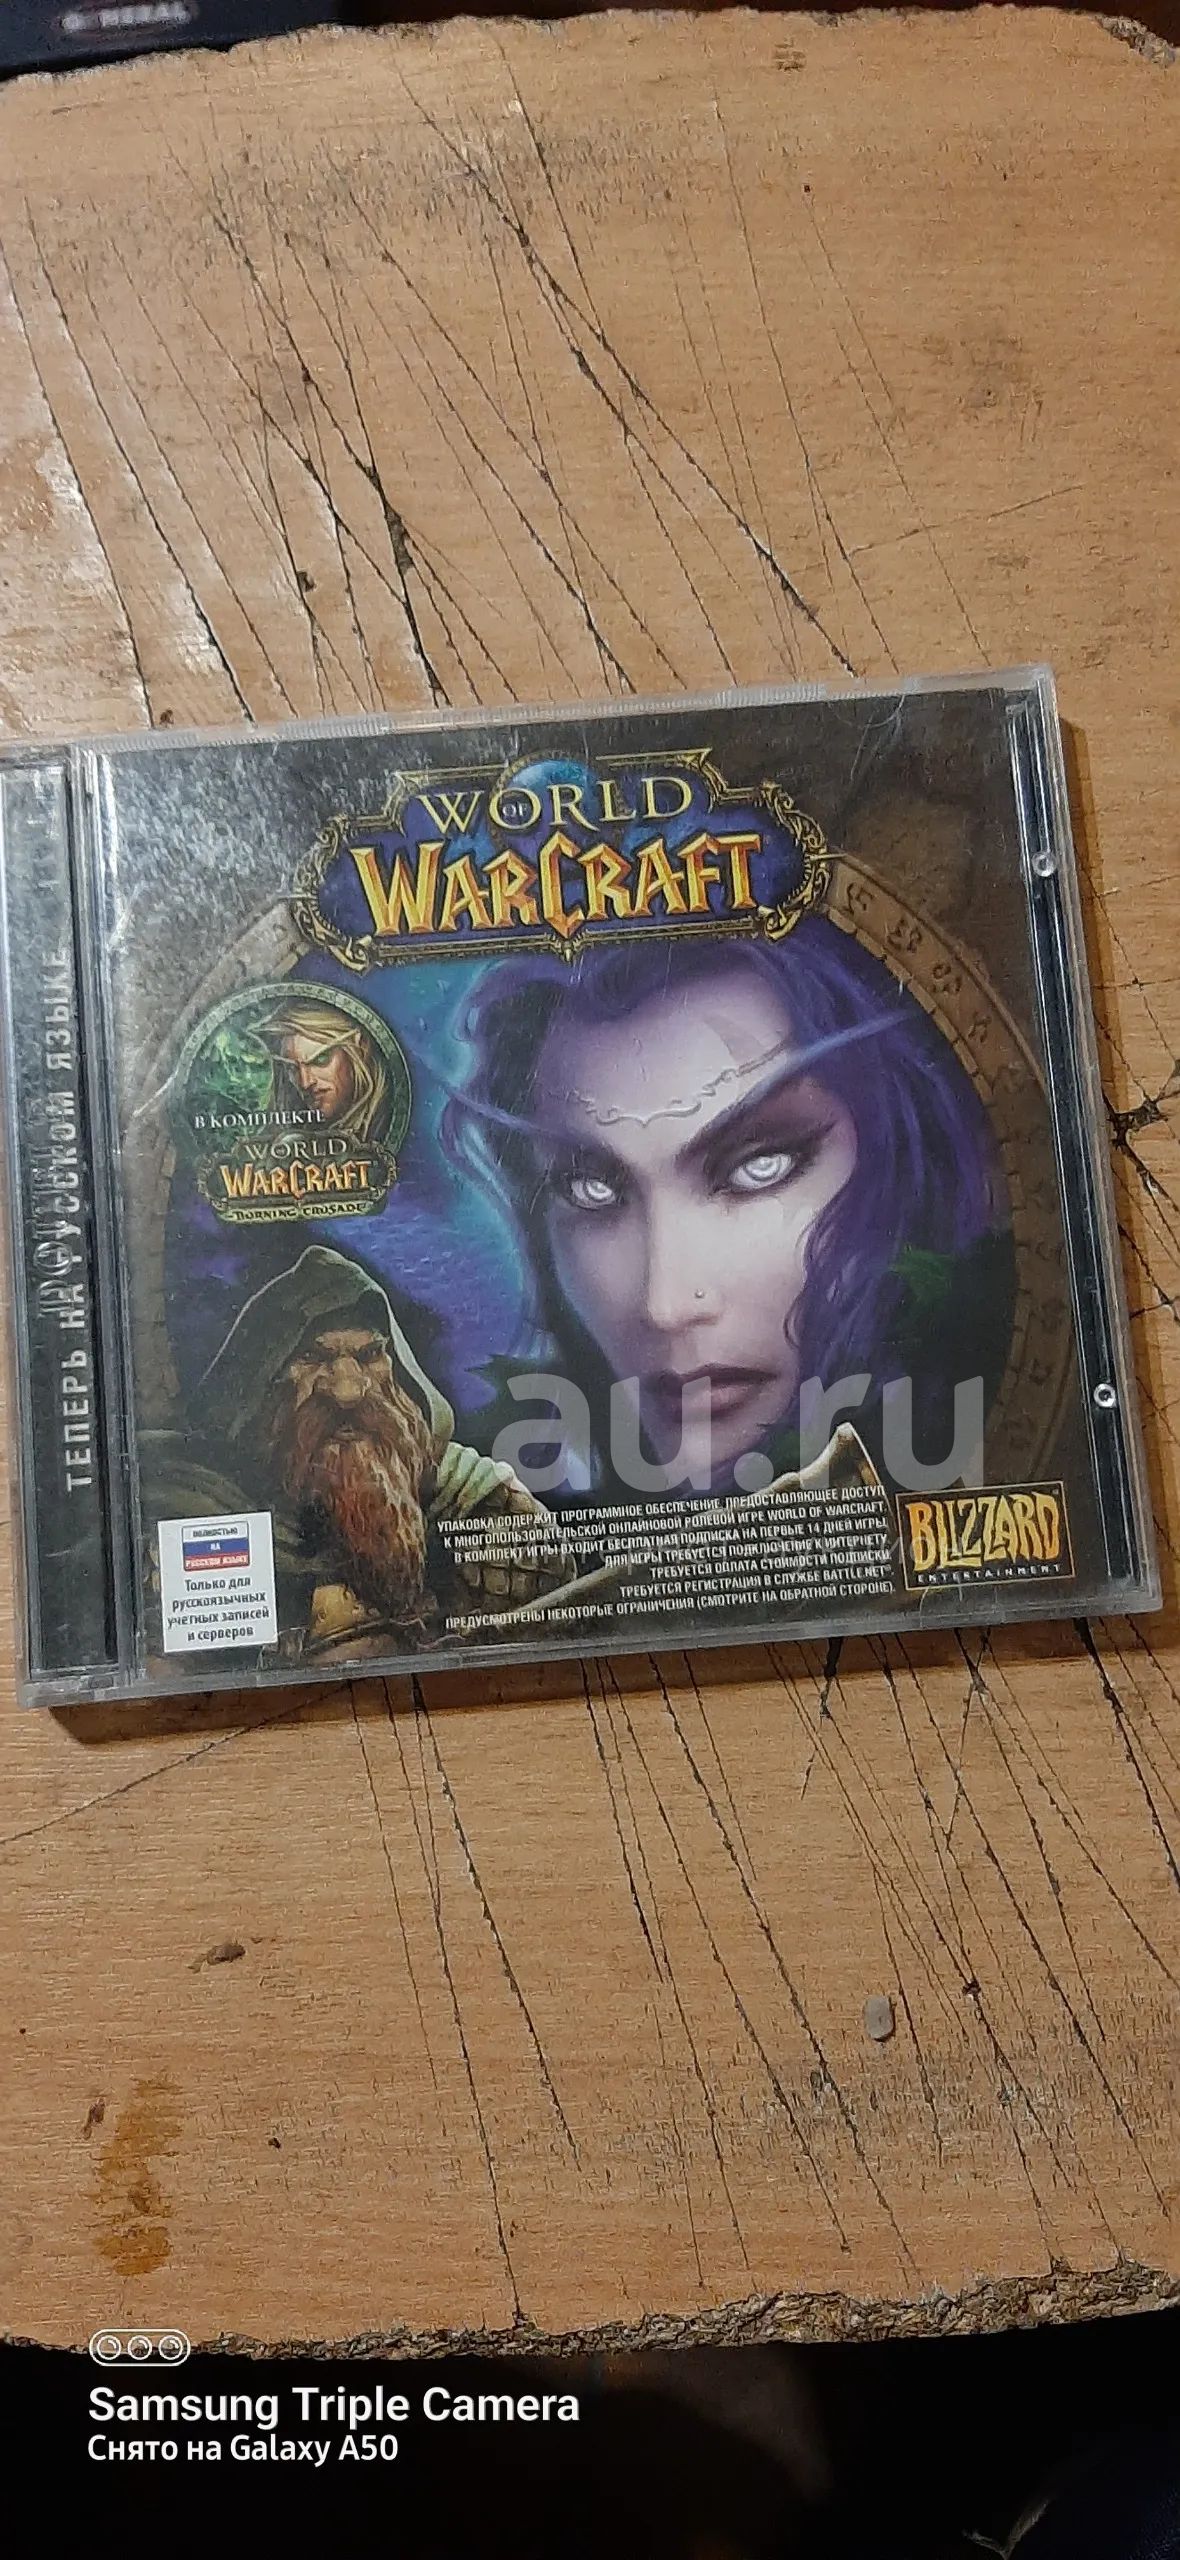 WORLD
OF
WARCRAFT
В КОМПЛЕКТЕ
WORLD
WARCRAFT
BURNING CRUSADE
ТЕПЕРЬ НА РУССКОМ ЯЗЫКЕ
au.ru
УПАКОВКА СОДЕРЖИТ ПРОГРАММНОЕ ОБЕСПЕЧЕНИЕ, ПРЕДОСТАВЛЯЮЩЕЕ ДОСТУП
К МНОГОПОЛЬЗОВАТЕЛЬСКОЙ ОНЛАЙНОВОЙ РОЛЕВОЙ ИГРЕ WORLD OF WARCRAFT.
В КОМПЛЕКТ ИГРЫ ВХОДИТ БЕСПЛАТНАЯ ПОДПИСКА НА ПЕРВЫЕ 14 ДНЕЙ ИГРЫ.
ДЛЯ ИГРЫ ТРЕБУЕТСЯ ПОДКЛЮЧЕНИЕ К ИНТЕРНЕТУ.
ТРЕБУЕТСЯ ОПЛАТА СТОИМОСТИ ПОДПИСКИ.
ТРЕБУЕТСЯ РЕГИСТРАЦИЯ В СЛУЖБЕ BATTLE.NET®.
ПРЕДУСМОТРЕНЫ НЕКОТОРЫЕ ОГРАНИЧЕНИЯ (СМОТРИТЕ НА ОБРАТНОЙ СТОРОНЕ).
BLIZZARD
ENTERTAINMENT
ПОЛНОСТЬЮ
НА
РУССКОМ ЯЗЫКЕ
Только для
русскоязычных
учетных записей
и серверов
Samsung Triple Camera
Снято на Galaxy A50